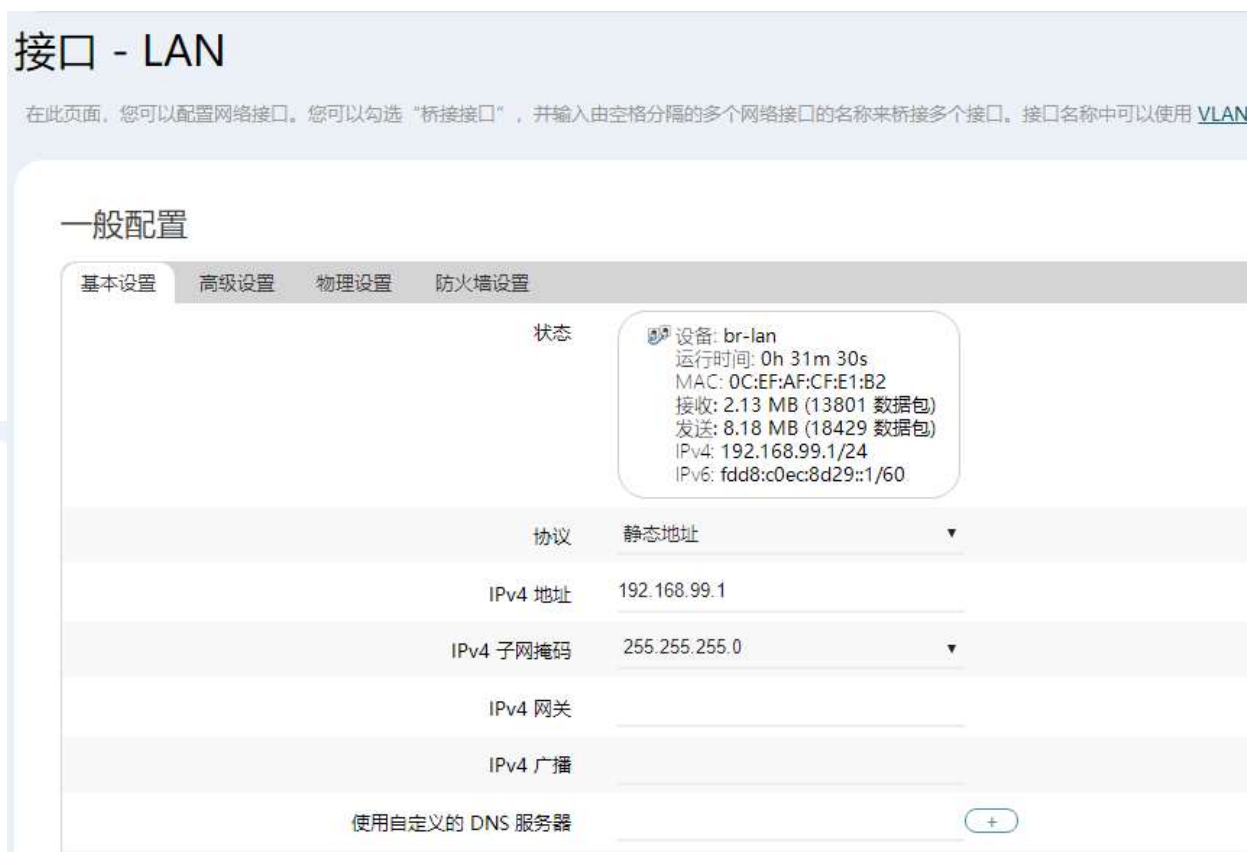 接口 - LAN
在此页面，您可以配置网络接口。您可以勾选“桥接接口”，并输入由空格分隔的多个网络接口的名称来桥接多个接口。接口名称中可以使用 VLAN
一般配置
基本设置 高级设置 物理设置 防火墙设置
状态
设备: br-lan
运行时间: 0h 31m 30s
MAC: 0C:EF:AF:CF:E1:B2
接收: 2.13 MB (13801 数据包)
发送: 8.18 MB (18429 数据包)
IPv4: 192.168.99.1/24
IPv6: fdd8:c0ec:8d29::1/60
协议 静态地址
IPv4 地址 192.168.99.1
IPv4 子网掩码 255.255.255.0
IPv4 网关
IPv4 广播
使用自定义的 DNS 服务器 +